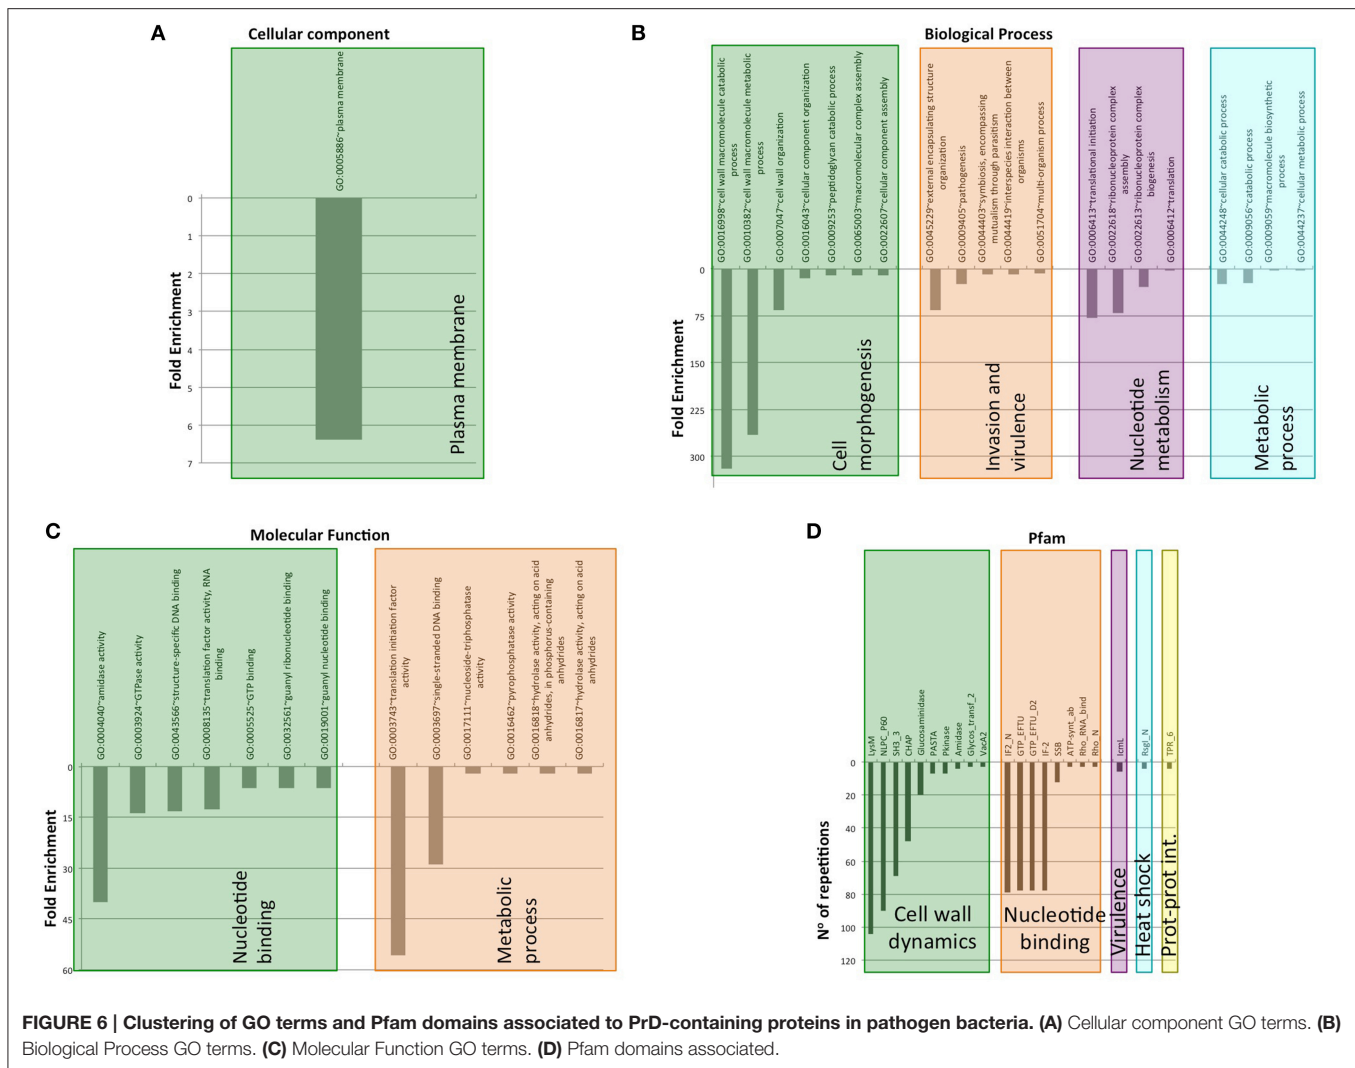 A
Cellular component
GO:0005886~plasma membrane
0
1
2
3
4
5
6
7
Fold Enrichment
Plasma membrane
B
Biological Process
GO:0016998~cell wall macromolecule catabolic
process
GO:0010382~cell wall macromolecule metabolic
process
GO:0007047~cell wall organization
GO:0016043~cellular component organization
GO:0009253~peptidoglycan catabolic process
GO:0065003~macromolecular complex assembly
GO:0022607~cellular component assembly
GO:0045229~external encapsulating structure
organization
GO:0009405~pathogenesis
GO:0044403~symbiosis, encompassing
mutualism through parasitism
GO:0044419~interspecies interaction between
organisms
GO:0051704~multi-organism process
GO:0006413~translational initiation
GO:0022618~ribonucleoprotein complex
assembly
GO:0022613~ribonucleoprotein complex
biogenesis
GO:0006412~translation
GO:0044248~cellular catabolic process
GO:0009056~catabolic process
GO:0009059~macromolecule biosynthetic
process
GO:0044237~cellular metabolic process
0
75
150
225
300
Fold Enrichment
Cell
morphogenesis
Invasion and
virulence
Nucleotide
metabolism
Metabolic
process
C
Molecular Function
GO:0004040~amidase activity
GO:0003924~GTPase activity
GO:0043566~structure-specific DNA binding
GO:0008135~translation factor activity, RNA
binding
GO:0005525~GTP binding
GO:0032561~guanyl ribonucleotide binding
GO:0019001~guanyl nucleotide binding
GO:0003743~translation initiation factor
activity
GO:0003697~single-stranded DNA binding
GO:0017111~nucleoside-triphosphatase
activity
GO:0016462~pyrophosphatase activity
GO:0016818~hydrolase activity, acting on acid
anhydrides, in phosphorus-containing
anhydrides
GO:0016817~hydrolase activity, acting on acid
anhydrides
0
15
30
45
60
Fold Enrichment
Nucleotide
binding
Metabolic
process
D
Pfam
LysM
NLPC_P60
SH3_3
CHAP
Glucosaminidase
PASTA
Pkinase
Amidase
Glycos_transf_2
VacA2
IF2_N
GTP_EFTU
GTP_EFTU_D2
IF-2
SSB
ATP-synt_ab
Rho_RNA_bind
Rho_N
IcmL
RsgI_N
TPR_6
0
20
40
60
80
100
120
Nº of repetitions
Cell wall
dynamics
Nucleotide
binding
Virulence
Heat shock
Prot-prot int.
FIGURE 6 | Clustering of GO terms and Pfam domains associated to PrD-containing proteins in pathogen bacteria. (A) Cellular component GO terms. (B)
Biological Process GO terms. (C) Molecular Function GO terms. (D) Pfam domains associated.